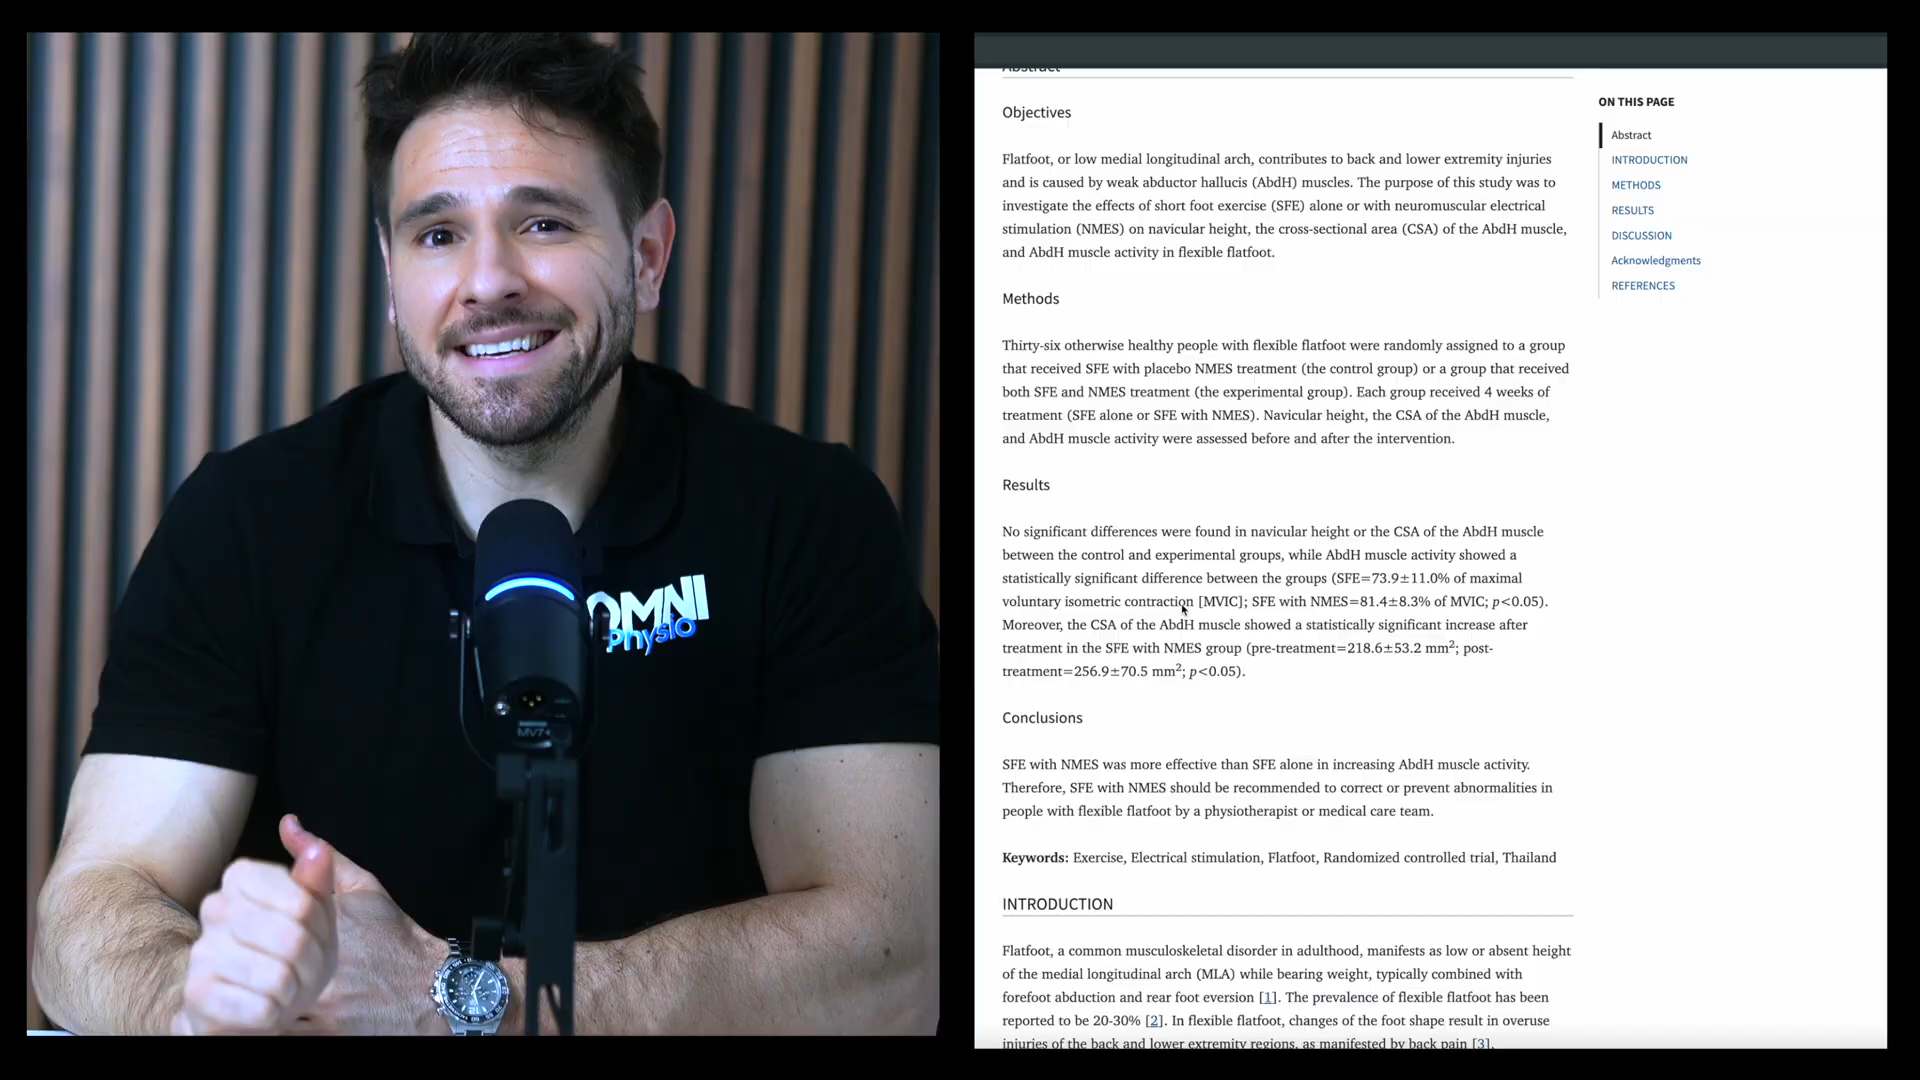 OMNI
Physio
MV7+
Abstract
Objectives
Flatfoot, or low medial longitudinal arch, contributes to back and lower extremity injuries
and is caused by weak abductor hallucis (AbdH) muscles. The purpose of this study was to
investigate the effects of short foot exercise (SFE) alone or with neuromuscular electrical
stimulation (NMES) on navicular height, the cross-sectional area (CSA) of the AbdH muscle,
and AbdH muscle activity in flexible flatfoot.
Methods
Thirty-six otherwise healthy people with flexible flatfoot were randomly assigned to a group
that received SFE with placebo NMES treatment (the control group) or a group that received
both SFE and NMES treatment (the experimental group). Each group received 4 weeks of
treatment (SFE alone or SFE with NMES). Navicular height, the CSA of the AbdH muscle,
and AbdH muscle activity were assessed before and after the intervention.
Results
No significant differences were found in navicular height or the CSA of the AbdH muscle
between the control and experimental groups, while AbdH muscle activity showed a
statistically significant difference between the groups (SFE=73.9±11.0% of maximal
voluntary isometric contraction [MVIC]; SFE with NMES=81.4±8.3% of MVIC; p<0.05).
Moreover, the CSA of the AbdH muscle showed a statistically significant increase after
treatment in the SFE with NMES group (pre-treatment=218.6±53.2 mm²; post-
treatment=256.9±70.5 mm²; p<0.05).
Conclusions
SFE with NMES was more effective than SFE alone in increasing AbdH muscle activity.
Therefore, SFE with NMES should be recommended to correct or prevent abnormalities in
people with flexible flatfoot by a physiotherapist or medical care team.
Keywords: Exercise, Electrical stimulation, Flatfoot, Randomized controlled trial, Thailand
INTRODUCTION
Flatfoot, a common musculoskeletal disorder in adulthood, manifests as low or absent height
of the medial longitudinal arch (MLA) while bearing weight, typically combined with
forefoot abduction and rear foot eversion [1]. The prevalence of flexible flatfoot has been
reported to be 20-30% [2]. In flexible flatfoot, changes of the foot shape result in overuse
injuries of the back and lower extremity regions, as manifested by back pain [3].
ON THIS PAGE
Abstract
INTRODUCTION
METHODS
RESULTS
DISCUSSION
Acknowledgments
REFERENCES